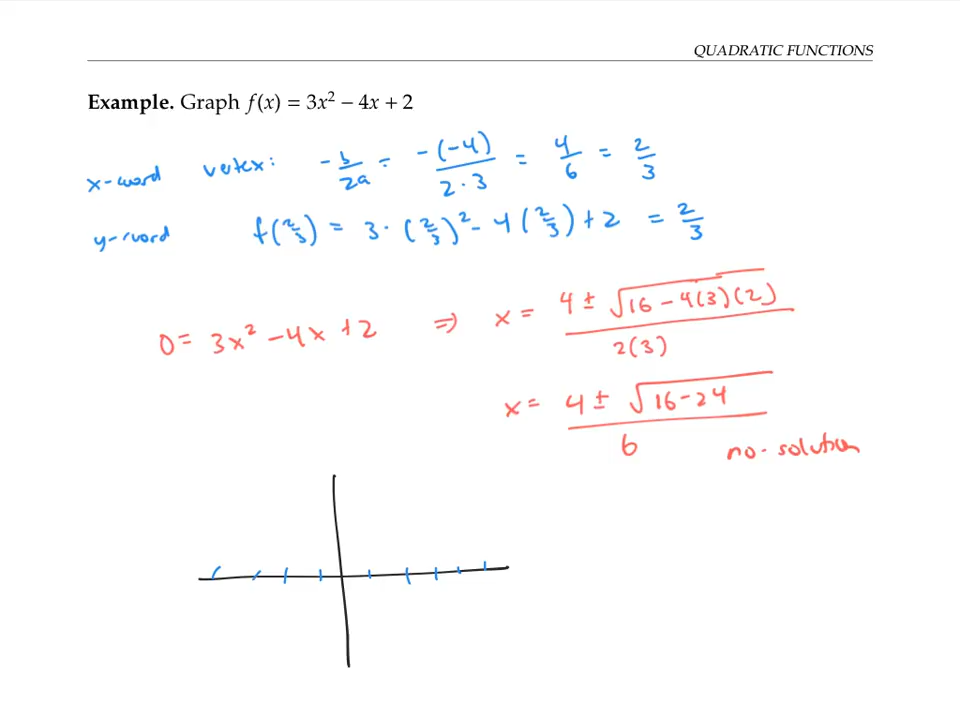 QUADRATIC FUNCTIONS
Example. Graph f(x) = 3x² − 4x + 2
x-coord vertex: -b/2a = -(-4)/2·3 = 4/6 = 2/3
y-coord f(2/3) = 3·(2/3)² - 4(2/3) + 2 = 2/3
0 = 3x² - 4x + 2 ⇒ x = 4 ± √16 - 4(3)(2) / 2(3)
x = 4 ± √16 - 24 / 6 no solution